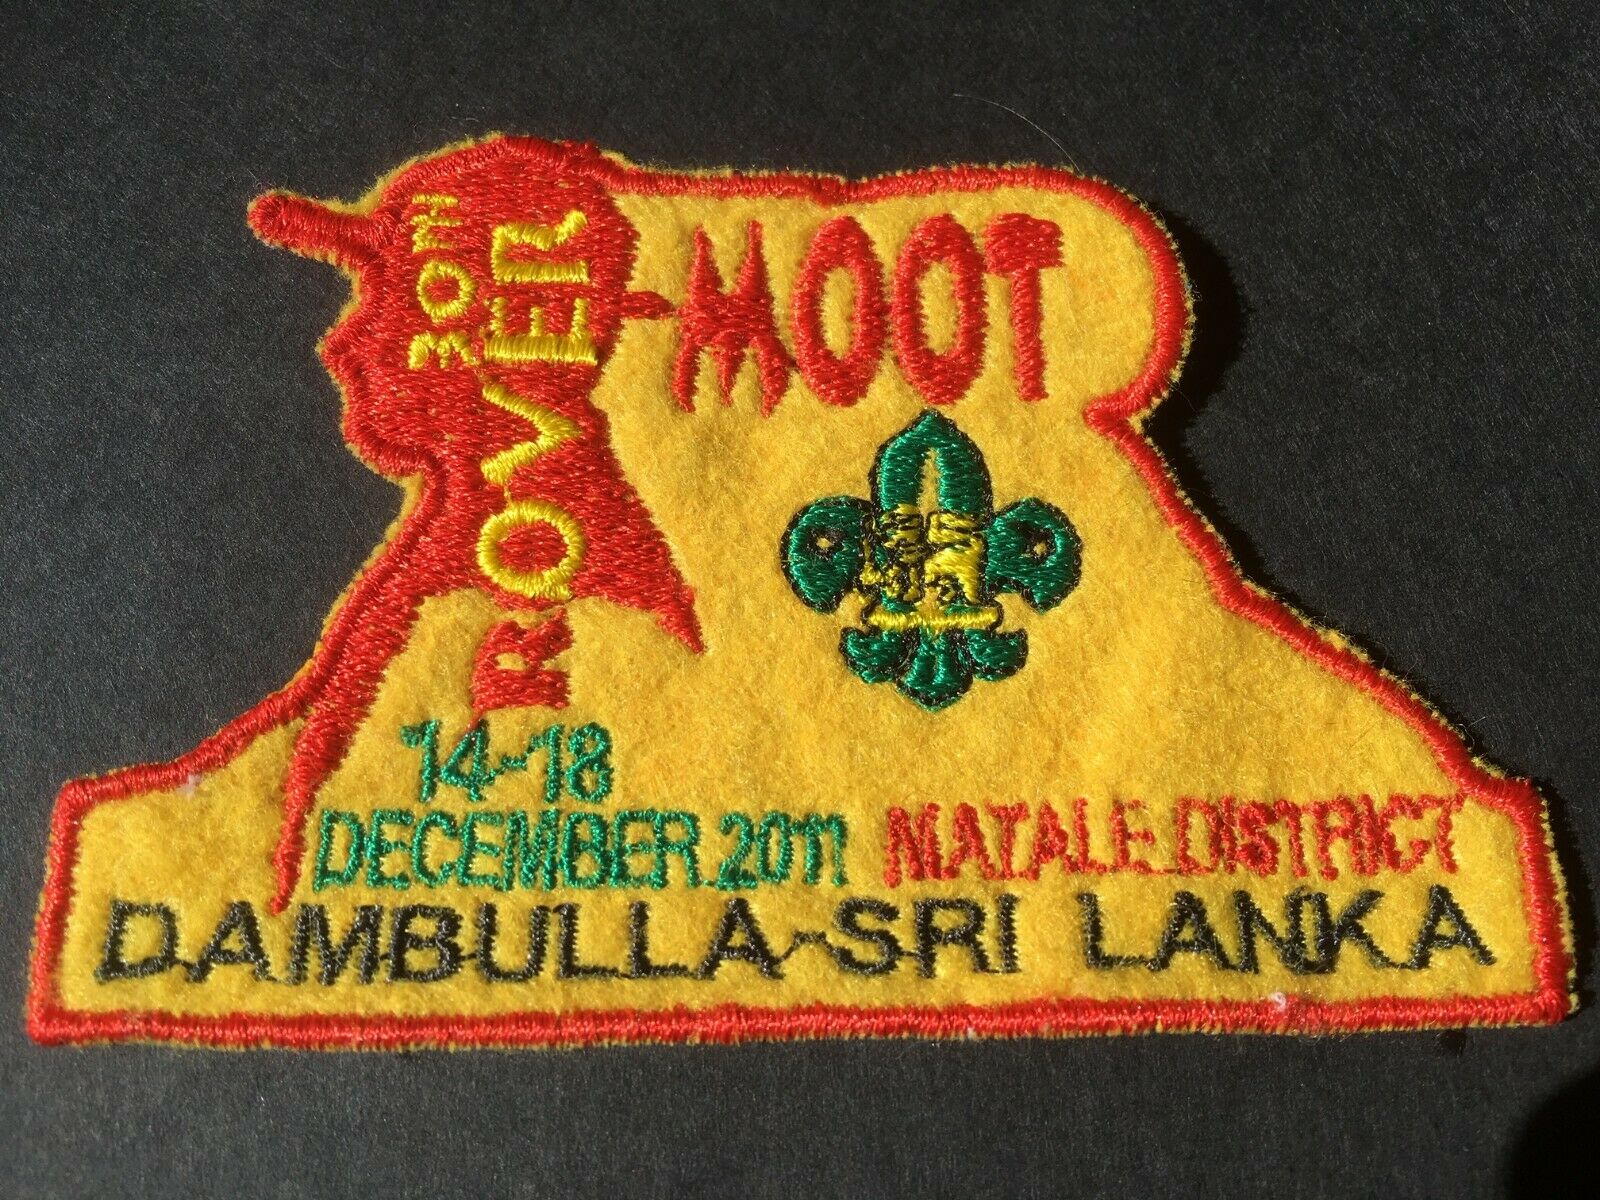 30TH
ROVER
MOOT
14-18
DECEMBER 2011
MATALE DISTRICT
DAMBULLA-SRI LANKA